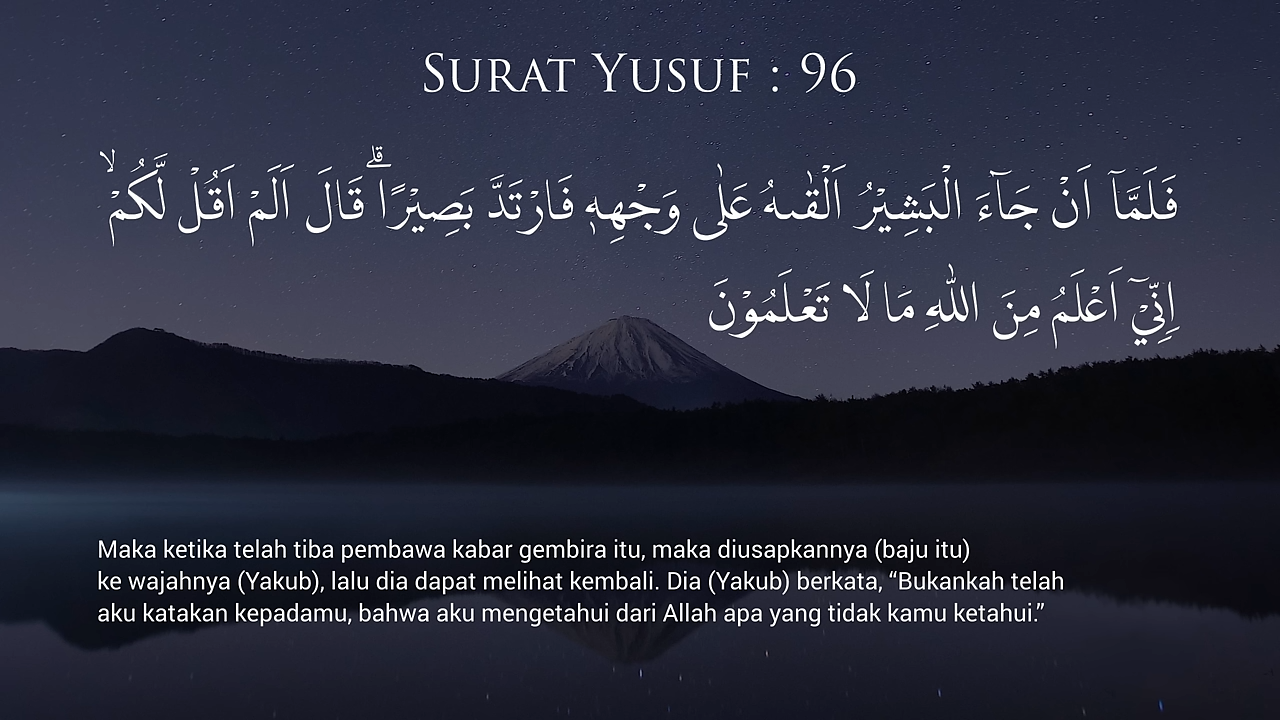 SURAT YUSUF : 96
فَلَمَّآ اَنْ جَاۤءَ الْبَشِيْرُ اَلْقٰىهُ عَلٰى وَجْهِهٖ فَارْتَدَّ بَصِيْرًاۗ قَالَ اَلَمْ اَقُلْ لَّكُمْۙ
اِنِّيْٓ اَعْلَمُ مِنَ اللّٰهِ مَا لَا تَعْلَمُوْنَ
Maka ketika telah tiba pembawa kabar gembira itu, maka diusapkannya (baju itu)
ke wajahnya (Yakub), lalu dia dapat melihat kembali. Dia (Yakub) berkata, “Bukankah telah
aku katakan kepadamu, bahwa aku mengetahui dari Allah apa yang tidak kamu ketahui.”